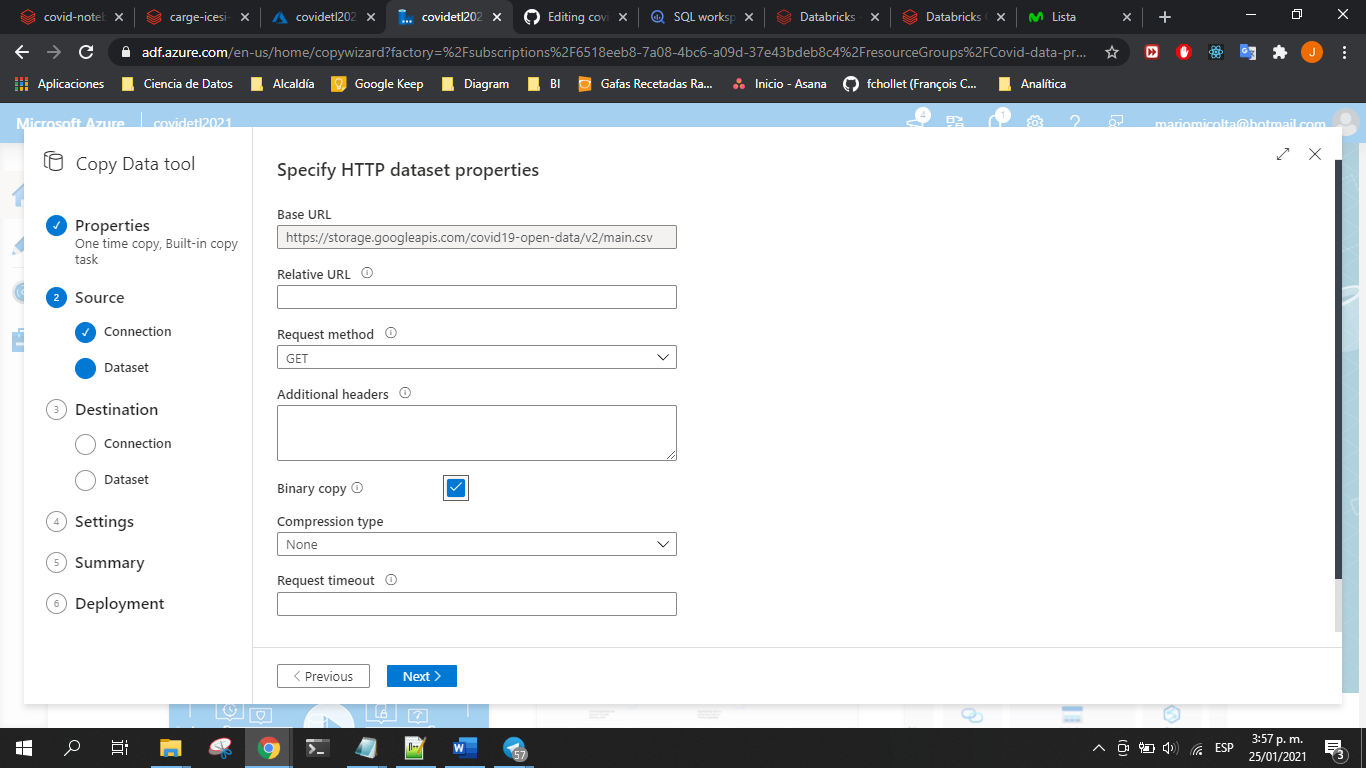 covid-noteb
carge-icesi-
covidetl202
covidetl202
Editing covi
SQL worksp
Databricks
Databricks
Lista
adf.azure.com/en-us/home/copywizard?factory=%2Fsubscriptions%2F6518eeb8-7a08-4bc6-a09d-37e43bdeb8c4%2FresourceGroups%2FCovid-data-pr...
J
Aplicaciones
Ciencia de Datos
Alcaldía
Google Keep
Diagram
BI
Gafas Recetadas Ra...
Inicio - Asana
fchollet (François C...
Analítica
Microsoft Azure
covidetl2021
4
1
mariomicolta@hotmail.com
Copy Data tool
Properties
One time copy, Built-in copy
task
2 Source
Connection
Dataset
3 Destination
Connection
Dataset
4 Settings
5 Summary
6 Deployment
Specify HTTP dataset properties
Base URL
https://storage.googleapis.com/covid19-open-data/v2/main.csv
Relative URL
Request method
GET
Additional headers
Binary copy
Compression type
None
Request timeout
< Previous
Next >
57
ESP
3:57 p. m.
25/01/2021
3